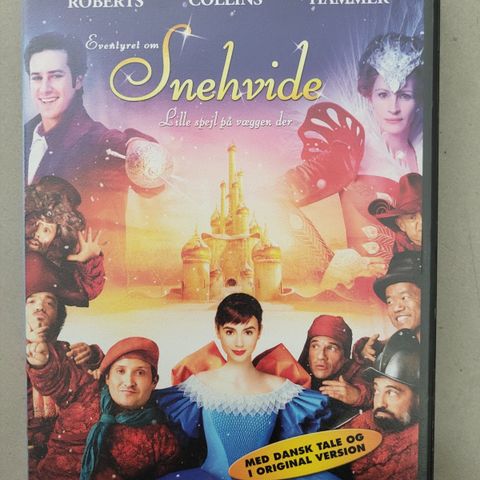 ROBERTS COLLINS HAMMER
Eventyret om
Snehvide
Lille spejl på væggen der
MED DANSK TALE OG
I ORIGINAL VERSION